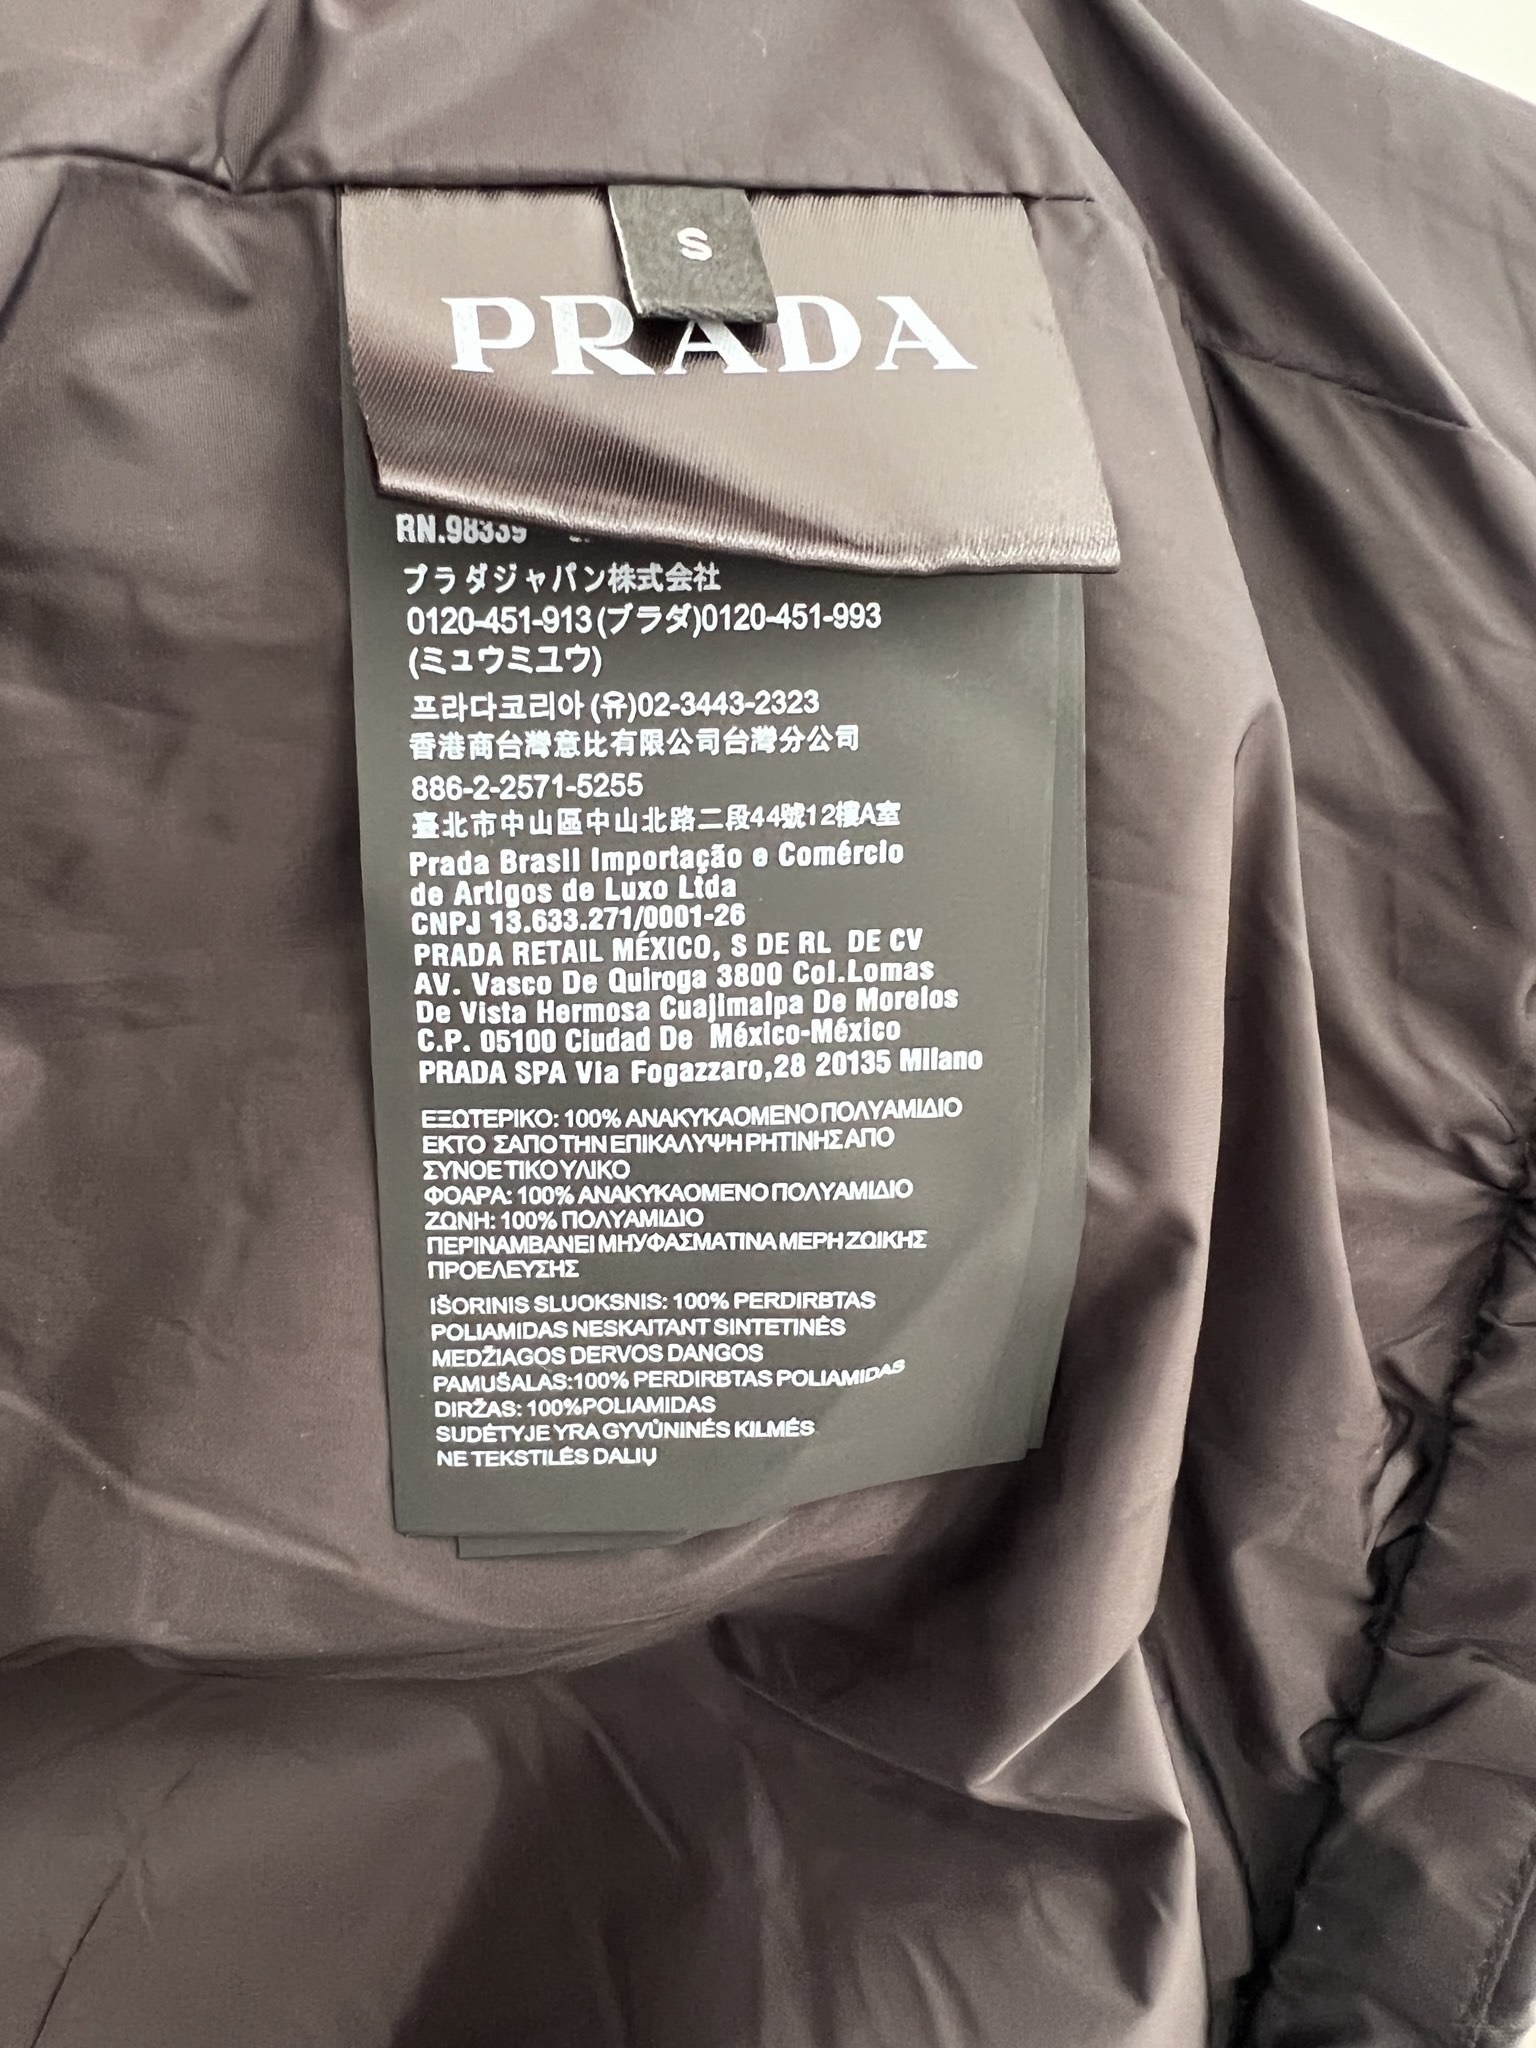 S
PRADA
RN.98339
プラダジャパン株式会社
0120-451-913(プラダ)0120-451-993
(ミュウミユウ)
프라다코리아 (유)02-3443-2323
香港商台灣意比有限公司台灣分公司
886-2-2571-5255
臺北市中山區中山北路二段44號12樓A室
Prada Brasil Importação e Comércio
de Artigos de Luxo Ltda
CNPJ 13.633.271/0001-26
PRADA RETAIL MÉXICO, S DE RL DE CV
AV. Vasco De Quiroga 3800 Col.Lomas
De Vista Hermosa Cuajimalpa De Morelos
C.P. 05100 Ciudad De México-México
PRADA SPA Via Fogazzaro,28 20135 Milano
ΕΞΩΤΕΡΙΚΟ: 100% ΑΝΑΚΥΚΛΟΜΕΝΟ ΠΟΛΥΑΜΙΔΙΟ
ΕΚΤΟ ΣΑΠΟ ΤΗΝ ΕΠΙΚΑΛΥΨΗ ΡΗΤΙΝΗΣ ΑΠΟ
ΣΥΝΘΕ ΤΙΚΟ ΥΛΙΚΟ
ΦΟΔΡΑ: 100% ΑΝΑΚΥΚΛΟΜΕΝΟ ΠΟΛΥΑΜΙΔΙΟ
ΖΩΝΗ: 100% ΠΟΛΥΑΜΙΔΙΟ
ΠΕΡΙΛΑΜΒΑΝΕΙ ΜΗ ΥΦΑΣΜΑΤΙΝΑ ΜΕΡΗ ΖΩΙΚΗΣ
ΠΡΟΕΛΕΥΣΗΣ
IŠORINIS SLUOKSNIS: 100% PERDIRBTAS
POLIAMIDAS NESKAITANT SINTETINĖS
MEDŽIAGOS DERVOS DANGOS
PAMUŠALAS:100% PERDIRBTAS POLIAMIDAS
DIRŽAS: 100%POLIAMIDAS
SUDĖTYJE YRA GYVŪNINĖS KILMĖS
NE TEKSTILĖS DALIŲ